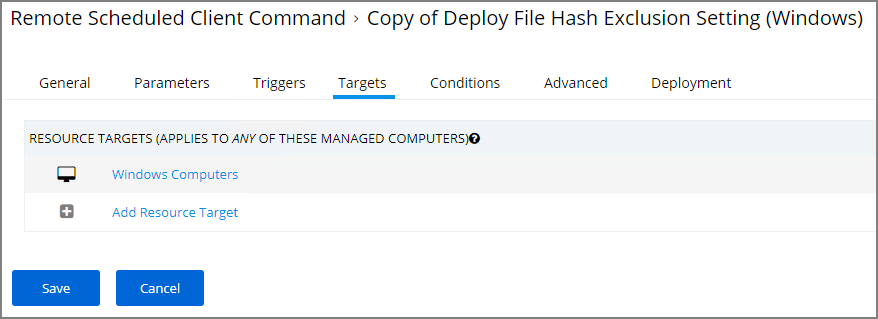 Remote Scheduled Client Command › Copy of Deploy File Hash Exclusion Setting (Windows)
General Parameters Triggers Targets Conditions Advanced Deployment
RESOURCE TARGETS (APPLIES TO ANY OF THESE MANAGED COMPUTERS)
Windows Computers
Add Resource Target
Save Cancel